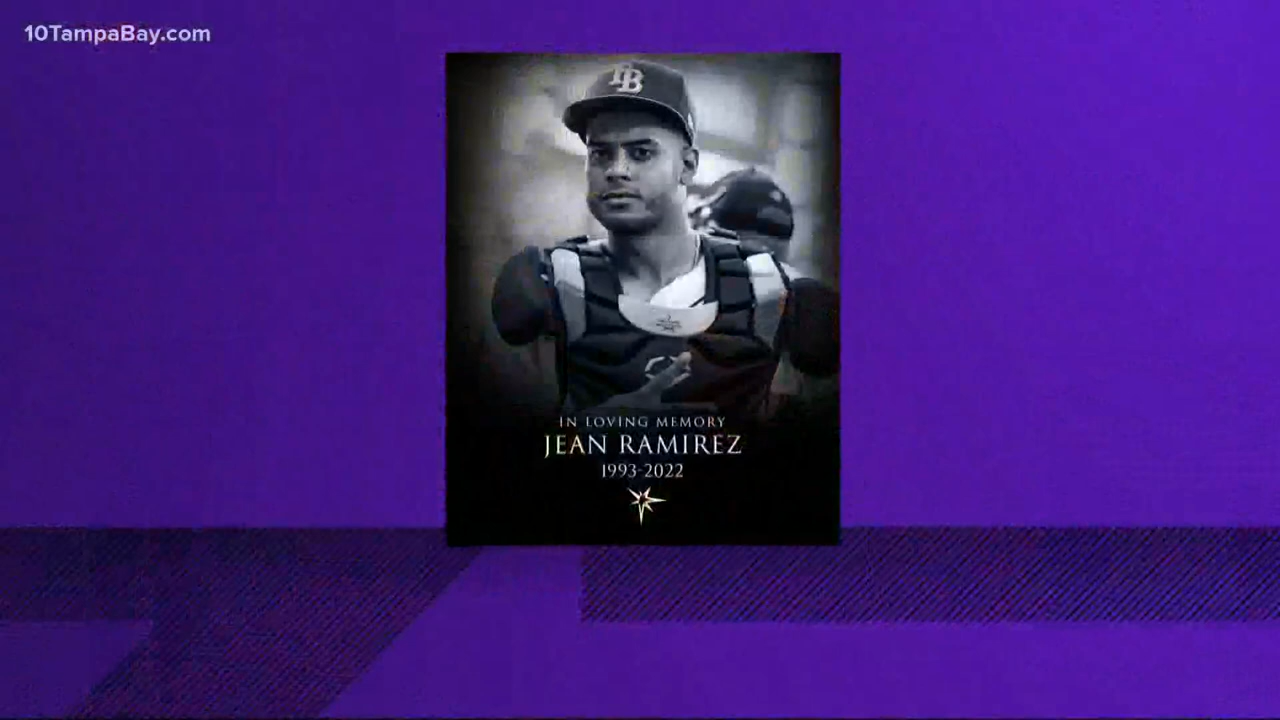 10TampaBay.com
TB
IN LOVING MEMORY
JEAN RAMIREZ
1993-2022